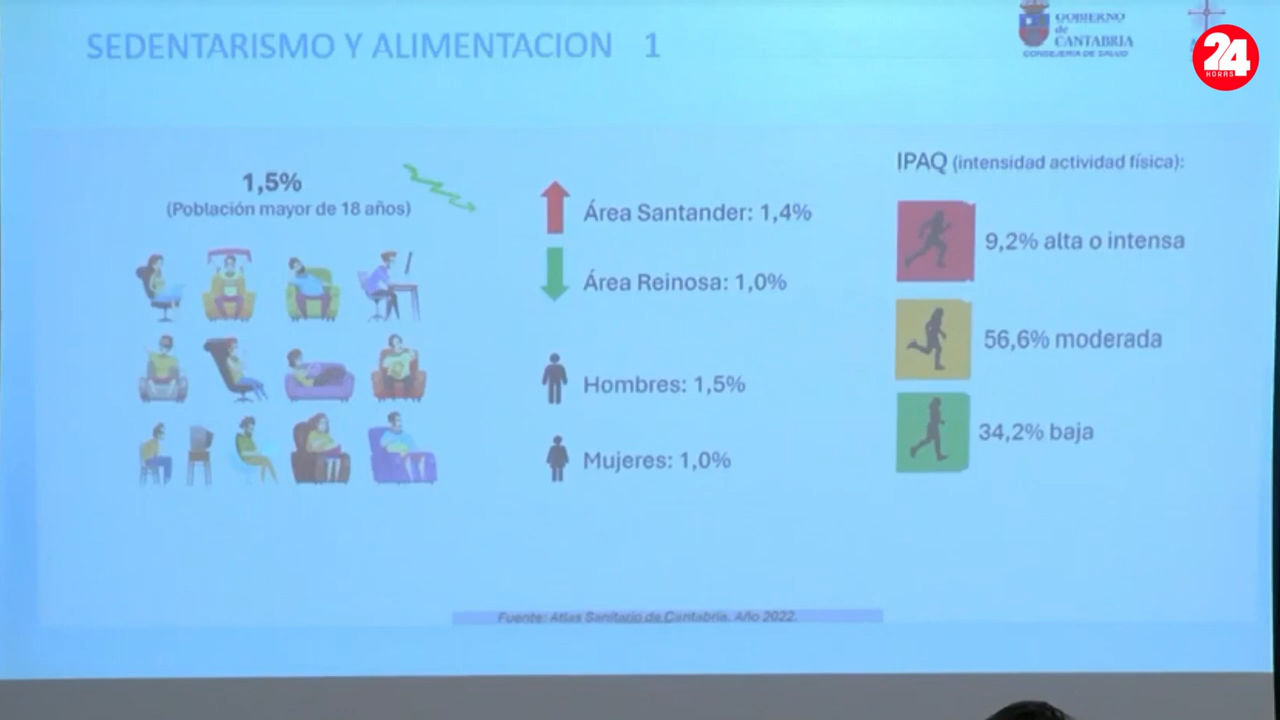 SEDENTARISMO Y ALIMENTACION 1
GOBIERNO
de
CANTABRIA
CONSEJERIA DE SALUD
24
HORAS
1,5%
(Población mayor de 18 años)
Área Santander: 1,4%
Área Reinosa: 1,0%
Hombres: 1,5%
Mujeres: 1,0%
IPAQ (intensidad actividad física):
9,2% alta o intensa
56,6% moderada
34,2% baja
Fuente: Atlas Sanitario de Cantabria. Año 2022.